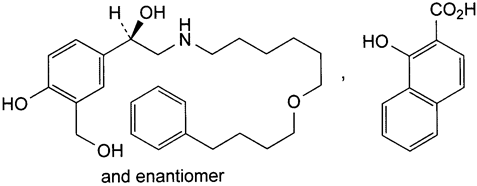 H OH
CO₂H
HO
H
N
HO
O
,
OH
and enantiomer